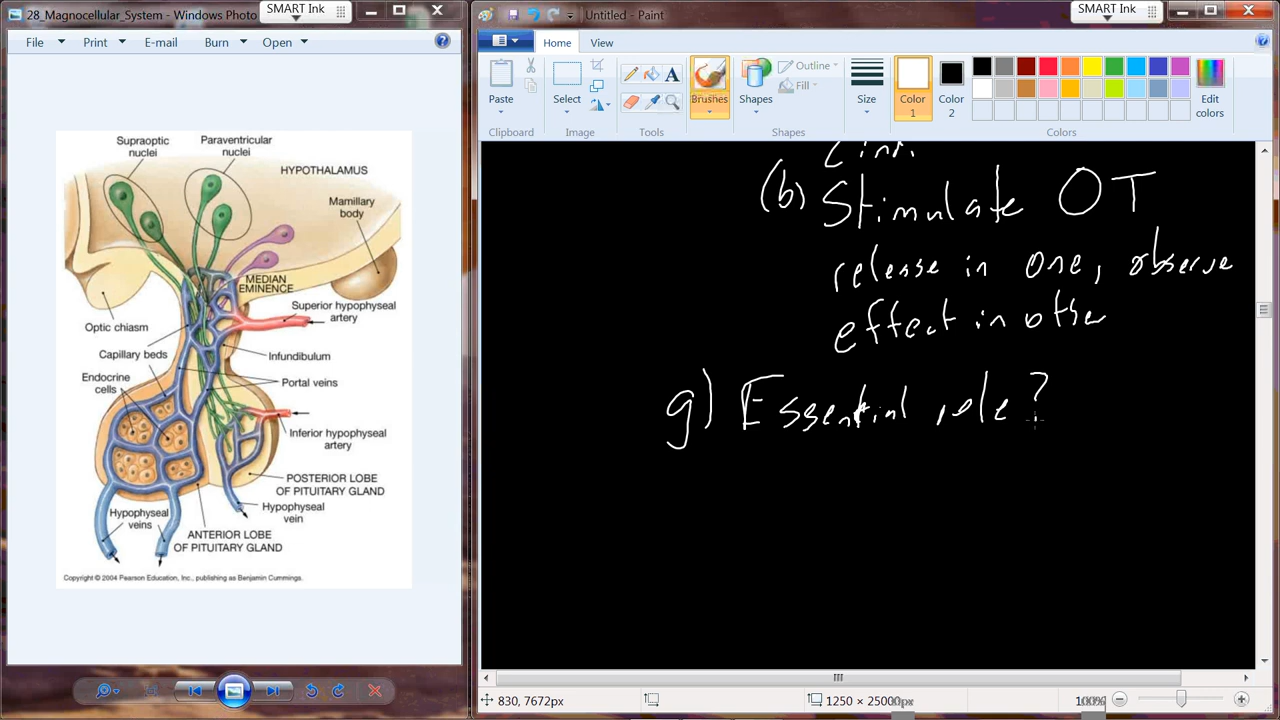 28_Magnocellular_System - Windows Photo
SMART Ink
File
Print
E-mail
Burn
Open
Supraoptic
nuclei
Paraventricular
nuclei
HYPOTHALAMUS
Mamillary
body
MEDIAN
EMINENCE
Superior hypophyseal
artery
Optic chiasm
Capillary beds
Infundibulum
Endocrine
cells
Portal veins
Inferior hypophyseal
artery
POSTERIOR LOBE
OF PITUITARY GLAND
Hypophyseal
vein
Hypophyseal
veins
ANTERIOR LOBE
OF PITUITARY GLAND
Copyright © 2004 Pearson Education, Inc., publishing as Benjamin Cummings.
Untitled - Paint
SMART Ink
Home
View
Paste
Select
A
Brushes
Shapes
Outline
Fill
Size
Color
1
Color
2
Edit
colors
Clipboard
Image
Tools
Shapes
Colors
(b) Stimulate OT
release in one, observe
effect in other
g) Essential role?
830, 7672px
1250 × 25000px
100%